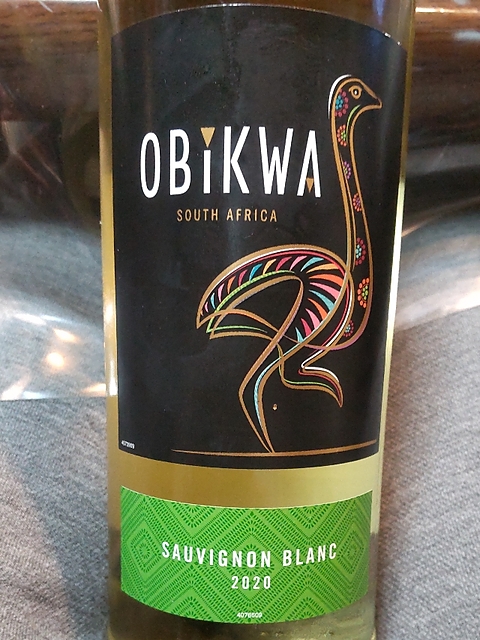 OBiKWA
SOUTH AFRICA
SAUVIGNON BLANC
2020